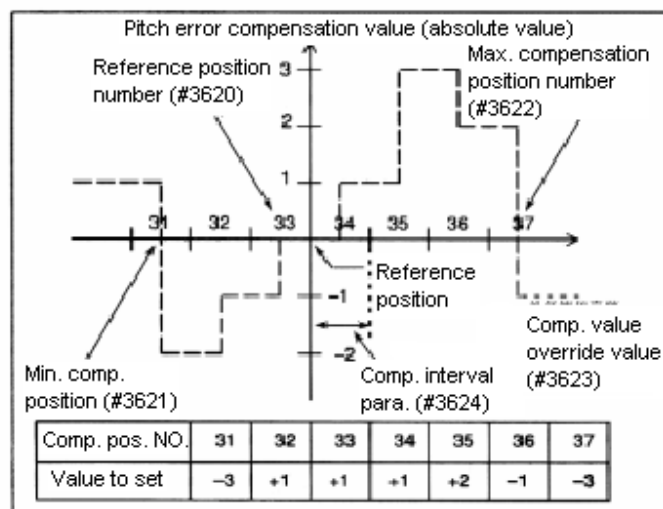 Pitch error compensation value (absolute value)
Reference position
number (#3620)
Max. compensation
position number
(#3622)
3
2
1
31 32 33 34 35 36 37
Reference
position
-1
-2
Min. comp.
position (#3621)
Comp. interval
para. (#3624)
Comp. value
override value
(#3623)
Comp. pos. NO. 31 32 33 34 35 36 37
Value to set -3 +1 +1 +1 +2 -1 -3